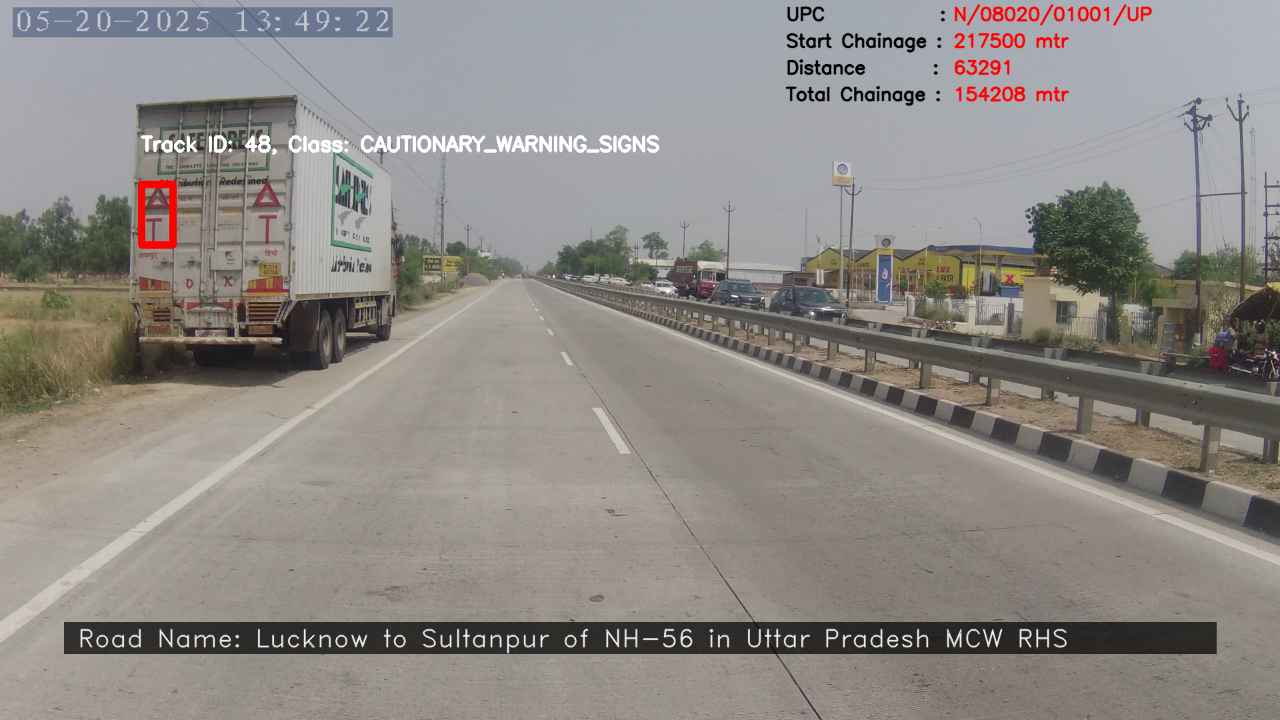 05-20-2025 13:49:22
UPC : N/08020/01001/UP
Start Chainage : 217500 mtr
Distance : 63291
Total Chainage : 154208 mtr
Track ID: 48, Class: CAUTIONARY_WARNING_SIGNS
Road Name: Lucknow to Sultanpur of NH-56 in Uttar Pradesh MCW RHS